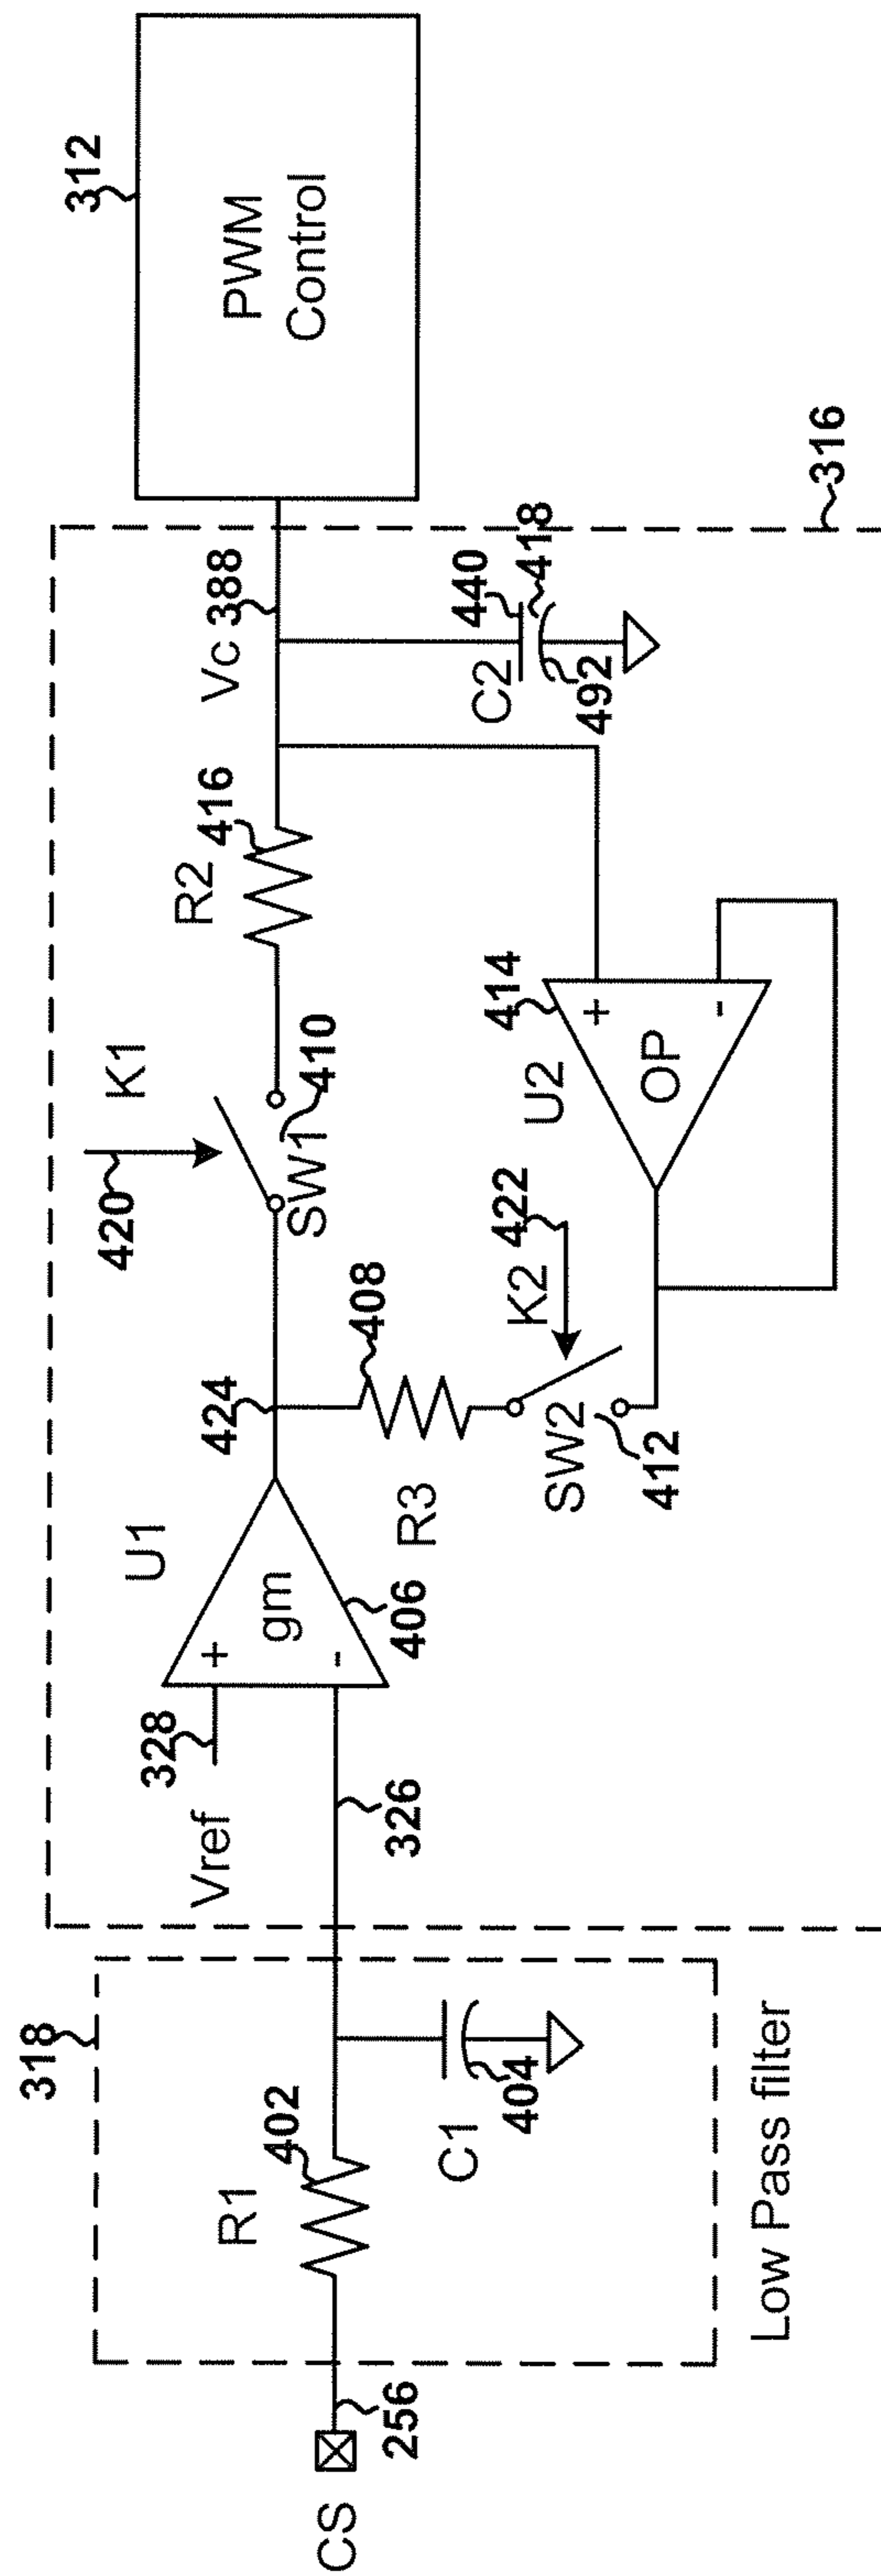 CS
256
318
R1
402
C1
404
Low Pass filter
Vref
328
326
U1
+
gm
-
406
424
R3
408
K1
420
SW1
410
K2
422
SW2
412
R2
416
U2
414
+
OP
-
Vc
388
C2
440
418
492
316
312
PWM
Control